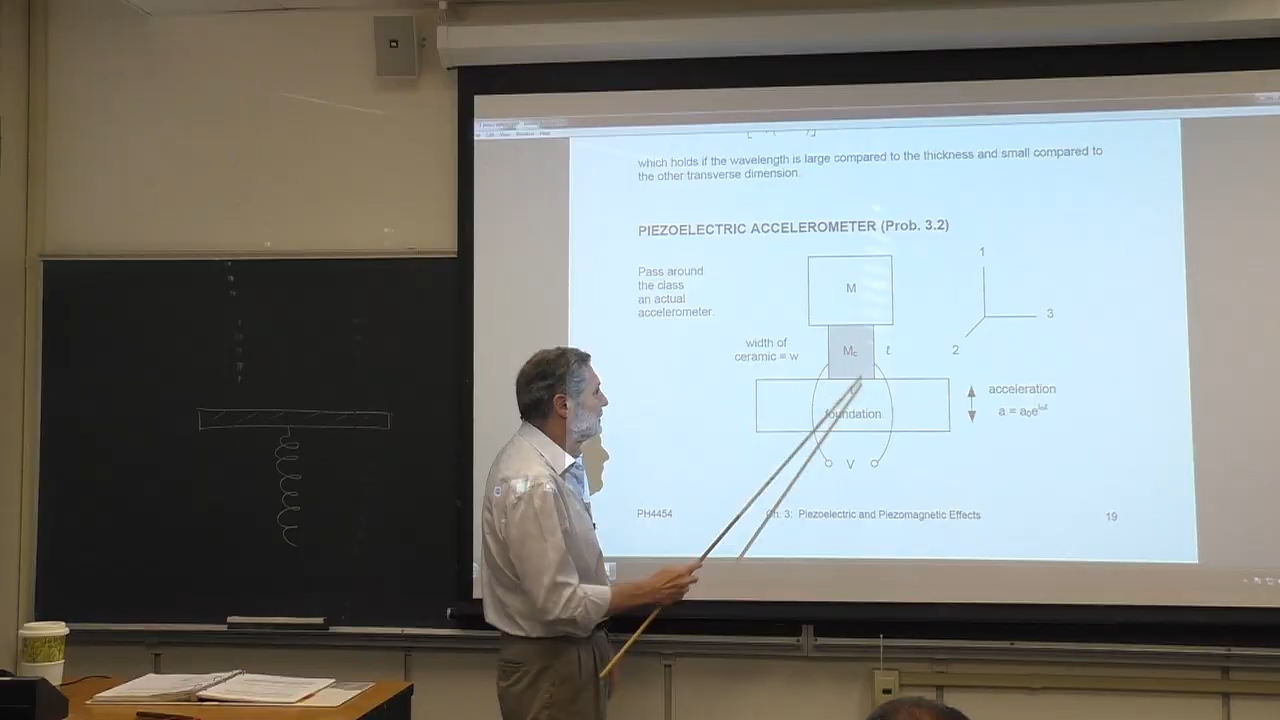 which holds if the wavelength is large compared to the thickness and small compared to
the other transverse dimension.
PIEZOELECTRIC ACCELEROMETER (Prob. 3.2)
Pass around
the class
an actual
accelerometer.
M
1
3
2
width of
ceramic = w
Mc
ℓ
foundation
acceleration
a = a₀e^iωt
V
PH4454
Ch. 3: Piezoelectric and Piezomagnetic Effects
19